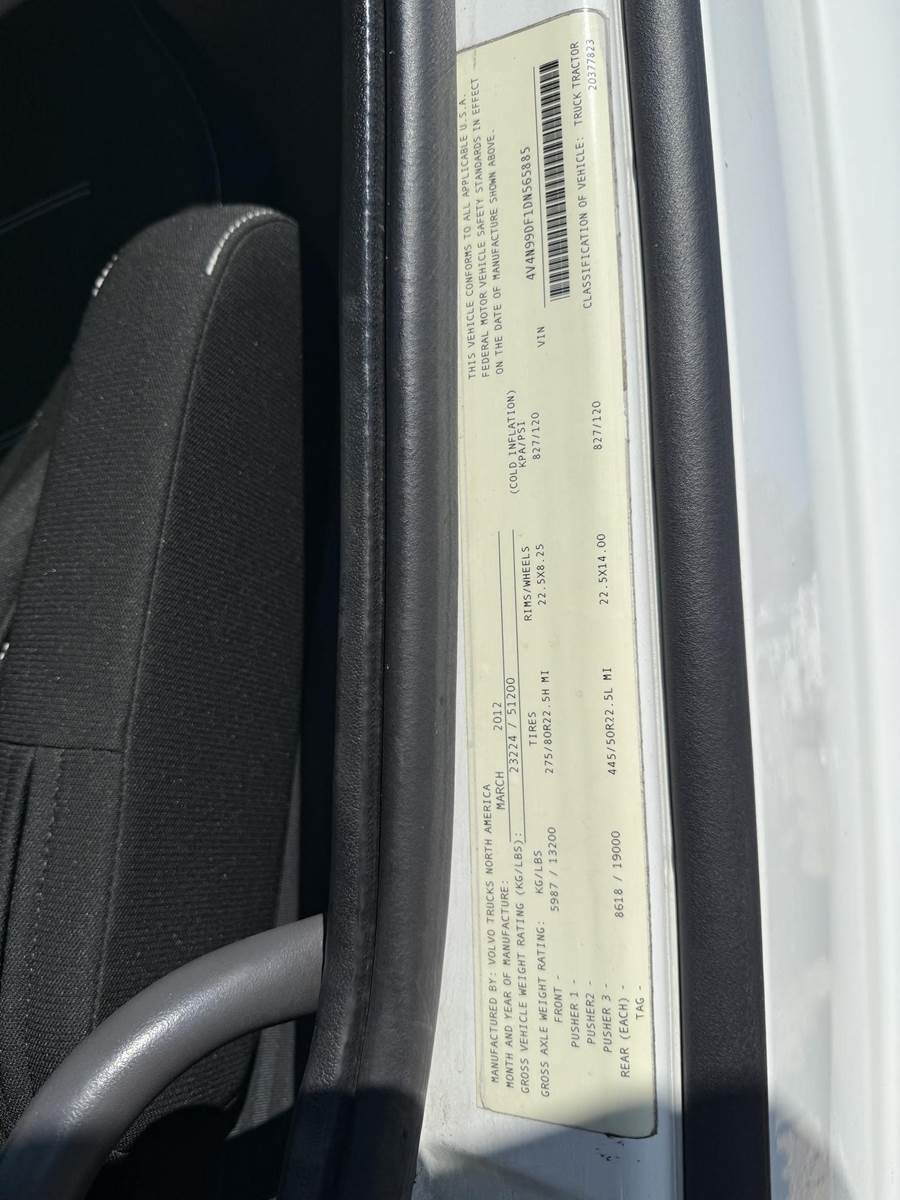 MANUFACTURED BY: VOLVO TRUCKS NORTH AMERICA
MONTH AND YEAR OF MANUFACTURE: MARCH 2012
GROSS VEHICLE WEIGHT RATING (KG/LBS): 23224 / 51200
GROSS AXLE WEIGHT RATING: KG/LBS TIRES RIMS/WHEELS (COLD INFLATION) KPA/PSI
FRONT - 5987 / 13200 275/80R22.5H MI 22.5X8.25 827/120
PUSHER 1 -
PUSHER2 -
PUSHER 3 -
REAR (EACH) - 8618 / 19000 445/50R22.5L MI 22.5X14.00 827/120
TAG -
THIS VEHICLE CONFORMS TO ALL APPLICABLE U.S.A.
FEDERAL MOTOR VEHICLE SAFETY STANDARDS IN EFFECT
ON THE DATE OF MANUFACTURE SHOWN ABOVE.
VIN 4V4N99DF1DN565885
CLASSIFICATION OF VEHICLE: TRUCK TRACTOR
20377823